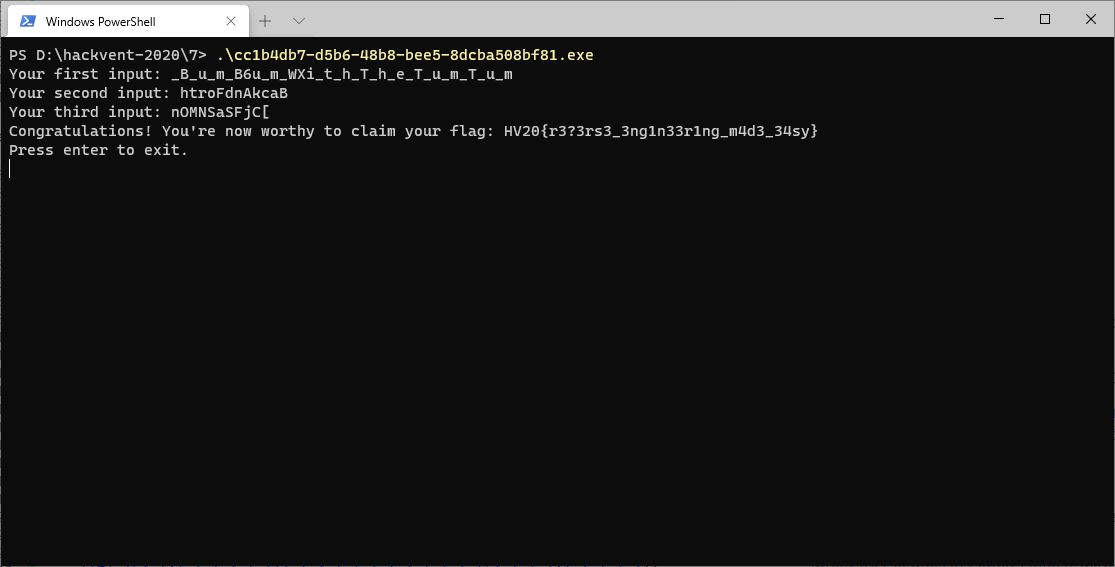 Windows PowerShell
PS D:\hackvent-2020\7> .\cc1b4db7-d5b6-48b8-bee5-8dcba508bf81.exe
Your first input: _B_u_m_B6u_m_WXi_t_h_T_h_e_T_u_m_T_u_m
Your second input: htroFdnAkcaB
Your third input: nOMNSaSFjC[
Congratulations! You're now worthy to claim your flag: HV20{r3?3rs3_3ng1n33r1ng_m4d3_34sy}
Press enter to exit.